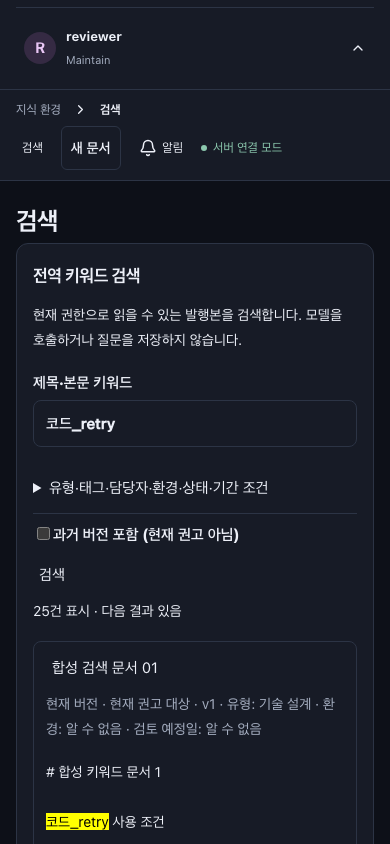 R
reviewer
Maintain
지식 환경 > 검색
검색 새 문서 알림 서버 연결 모드
검색
전역 키워드 검색
현재 권한으로 읽을 수 있는 발행본을 검색합니다. 모델을
호출하거나 질문을 저장하지 않습니다.
제목·본문 키워드
코드_retry
▶ 유형·태그·담당자·환경·상태·기간 조건
과거 버전 포함 (현재 권고 아님)
검색
25건 표시 · 다음 결과 있음
합성 검색 문서 01
현재 버전 · 현재 권고 대상 · v1 · 유형: 기술 설계 · 환
경: 알 수 없음 · 검토 예정일: 알 수 없음
# 합성 키워드 문서 1
코드_retry 사용 조건